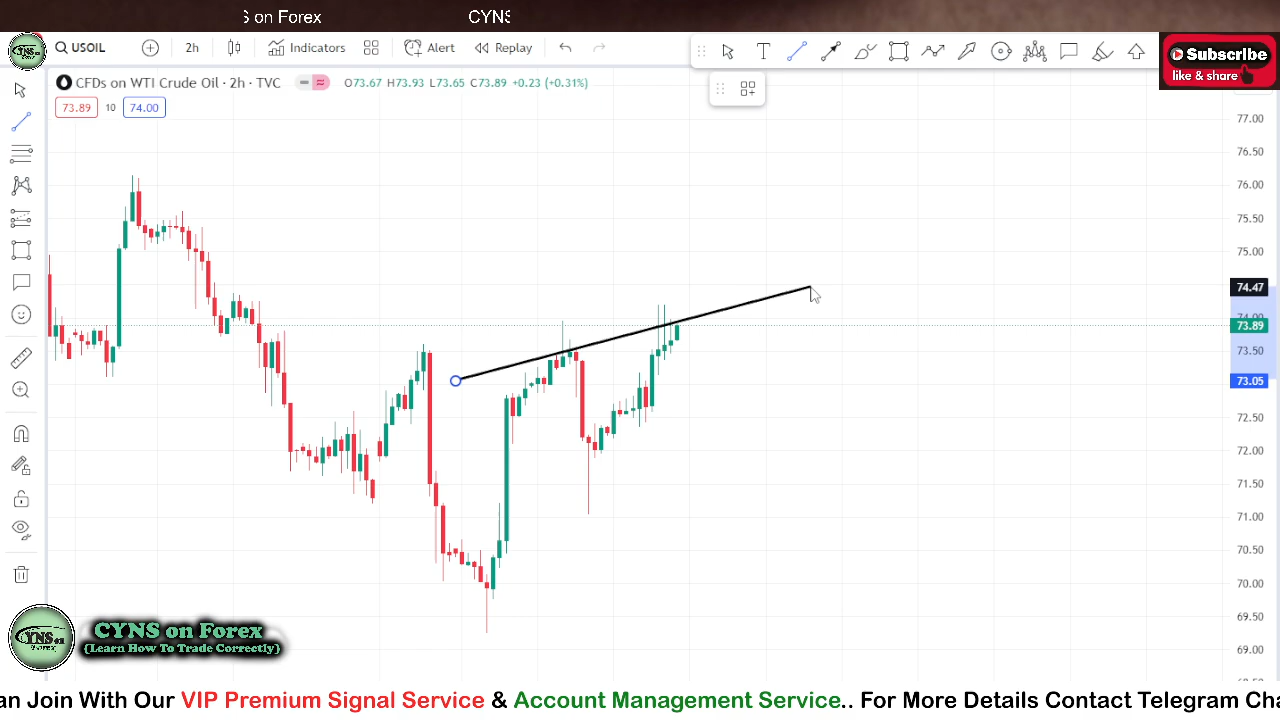 S on Forex CYNS
USOIL 2h Indicators Alert Replay
Subscribe
like & share
CFDs on WTI Crude Oil · 2h · TVC O73.67 H73.93 L73.65 C73.89 +0.23 (+0.31%)
73.89 10 74.00
77.00
76.50
76.00
75.50
75.00
74.47
74.00
73.89
73.50
73.05
72.50
72.00
71.50
71.00
70.50
70.00
69.50
69.00
CYNS on Forex
{Learn How To Trade Correctly}
an Join With Our VIP Premium Signal Service & Account Management Service.. For More Details Contact Telegram Cha